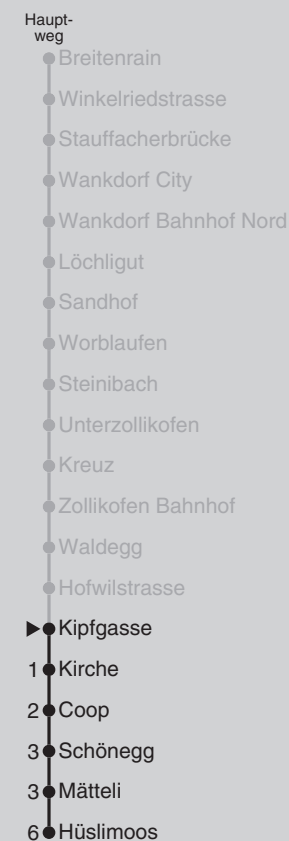 Haupt-
weg
Breitenrain
Winkelriedstrasse
Stauffacherbrücke
Wankdorf City
Wankdorf Bahnhof Nord
Löchligut
Sandhof
Worblaufen
Steinibach
Unterzollikofen
Kreuz
Zollikofen Bahnhof
Waldegg
Hofwilstrasse
Kipfgasse
1 Kirche
2 Coop
3 Schönegg
3 Mätteli
6 Hüslimoos